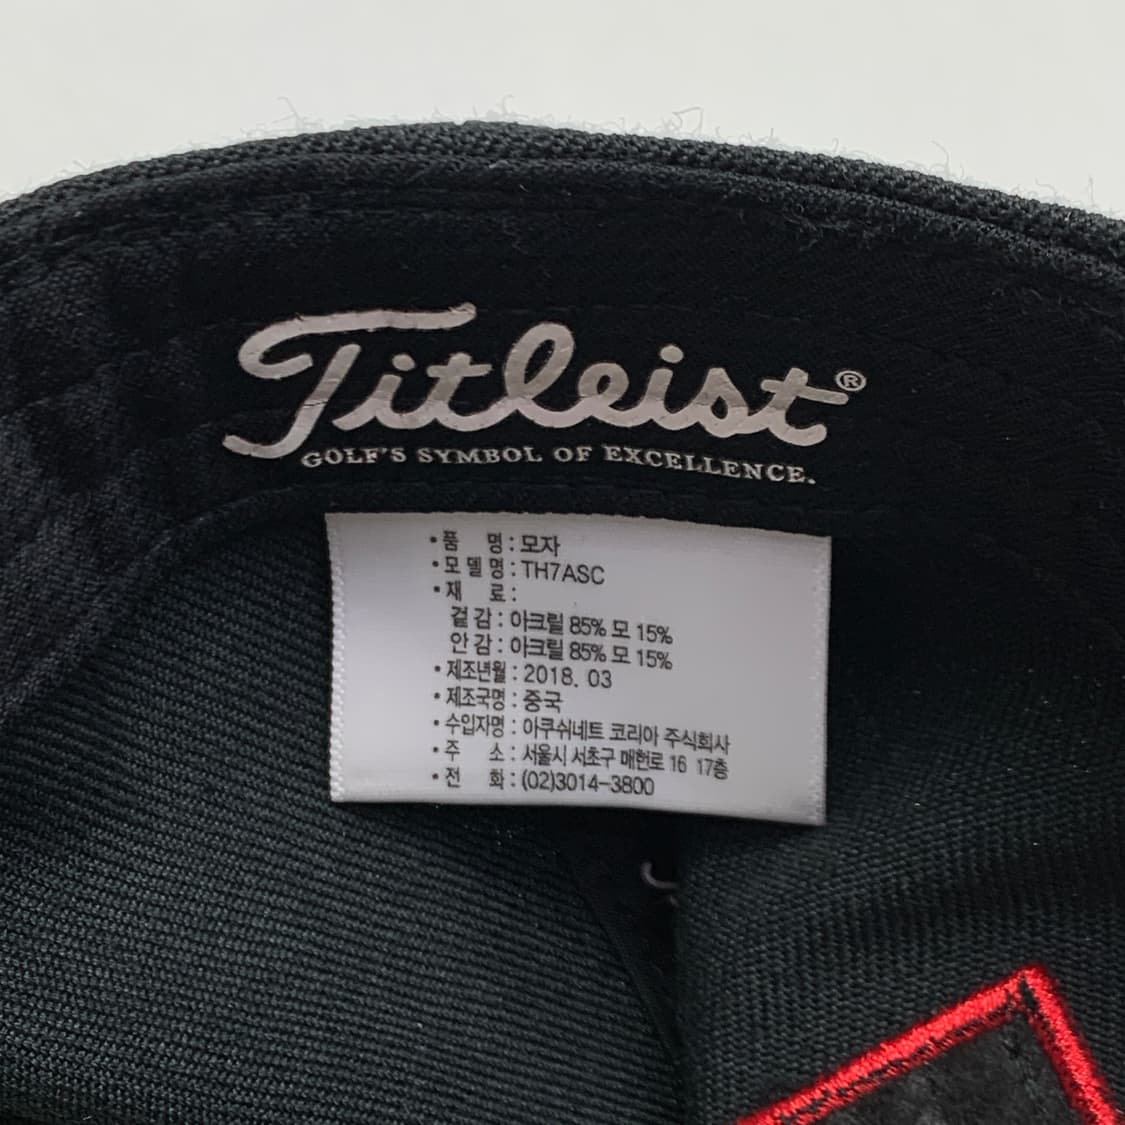 Titleist®
GOLF'S SYMBOL OF EXCELLENCE.
• 품 명 : 모자
• 모 델 명 : TH7ASC
• 재 료 :
겉 감 : 아크릴 85% 모 15%
안 감 : 아크릴 85% 모 15%
• 제조년월 : 2018. 03
• 제조국명 : 중국
• 수입자명 : 아쿠쉬네트 코리아 주식회사
• 주 소 : 서울시 서초구 매헌로 16 17층
• 전 화 : (02)3014-3800